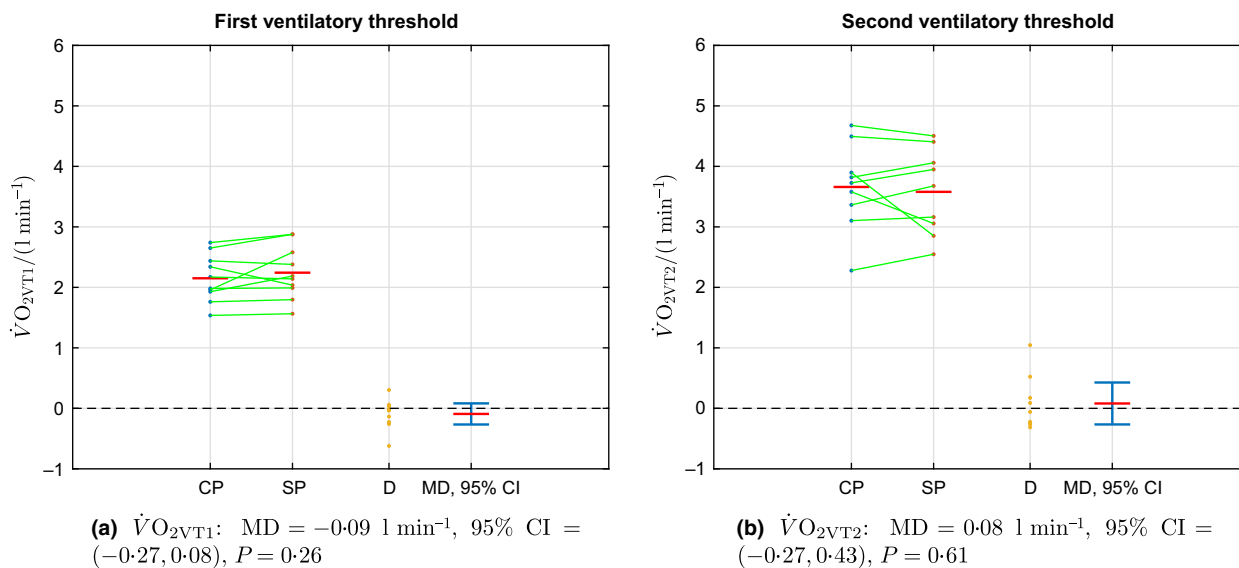 First ventilatory threshold
6
5
4
3
2
1
0
−1
V̇O2VT1/(l min−1)
CP SP D MD, 95% CI
(a) V̇O2VT1: MD = −0·09 l min−1, 95% CI =
(−0·27, 0·08), P = 0·26
Second ventilatory threshold
6
5
4
3
2
1
0
−1
V̇O2VT2/(l min−1)
CP SP D MD, 95% CI
(b) V̇O2VT2: MD = 0·08 l min−1, 95% CI =
(−0·27, 0·43), P = 0·61